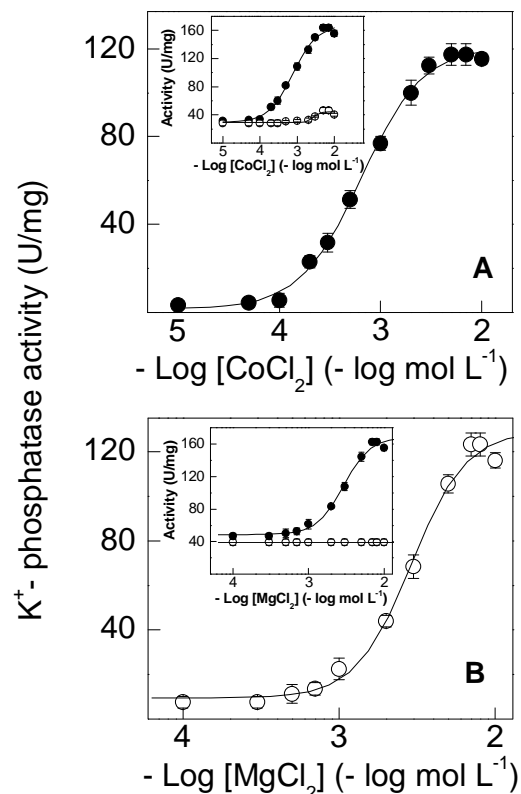 K⁺- phosphatase activity (U/mg)
120
80
40
Activity (U/mg)
160
120
80
40
5 4 3 2
- Log [CoCl₂] (- log mol L⁻¹)
A
5 4 3 2
- Log [CoCl₂] (- log mol L⁻¹)
120
80
40
Activity (U/mg)
160
120
80
40
0
4 3 2
- Log [MgCl₂] (- log mol L⁻¹)
B
4 3 2
- Log [MgCl₂] (- log mol L⁻¹)